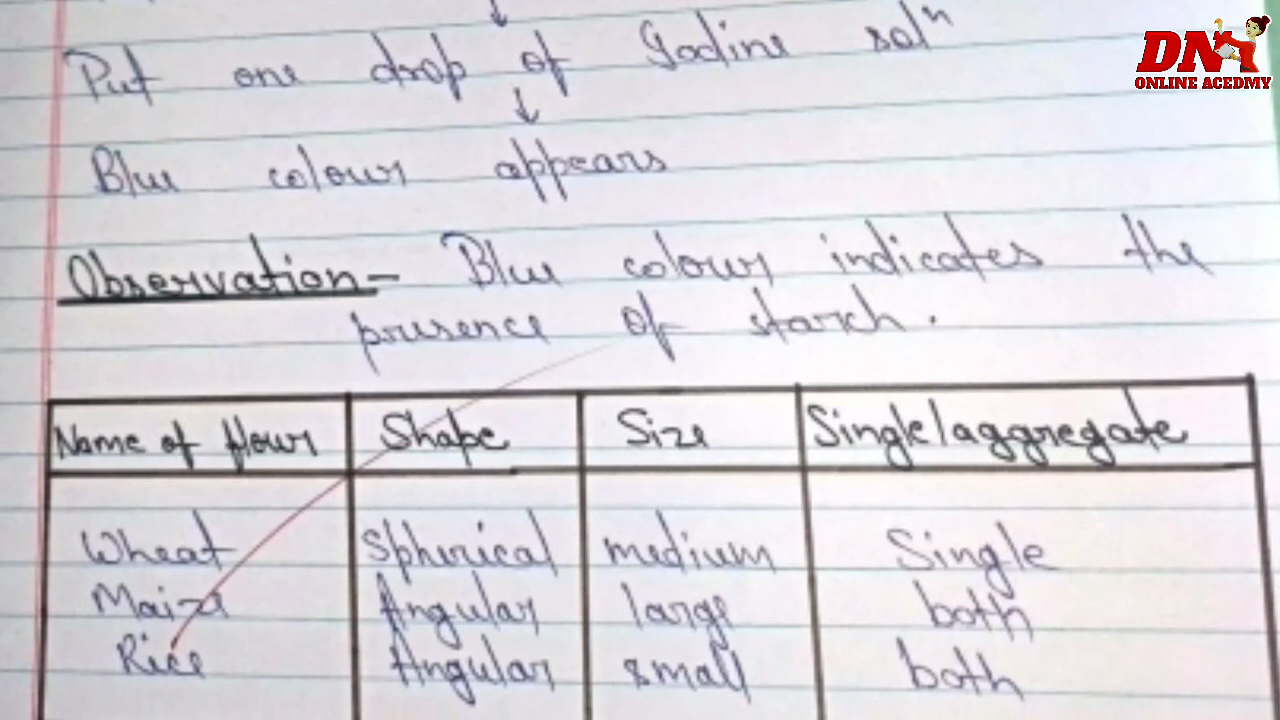 Put one drop of Iodine solⁿ
↓
Blue colour appears
Observation - Blue colour indicates the
presence of starch.
Name of flour | Shape | Size | Single/aggregate
Wheat | Spherical | medium | Single
Maize | Angular | large | both
Rice | Angular | small | both
DN
ONLINE ACEDMY